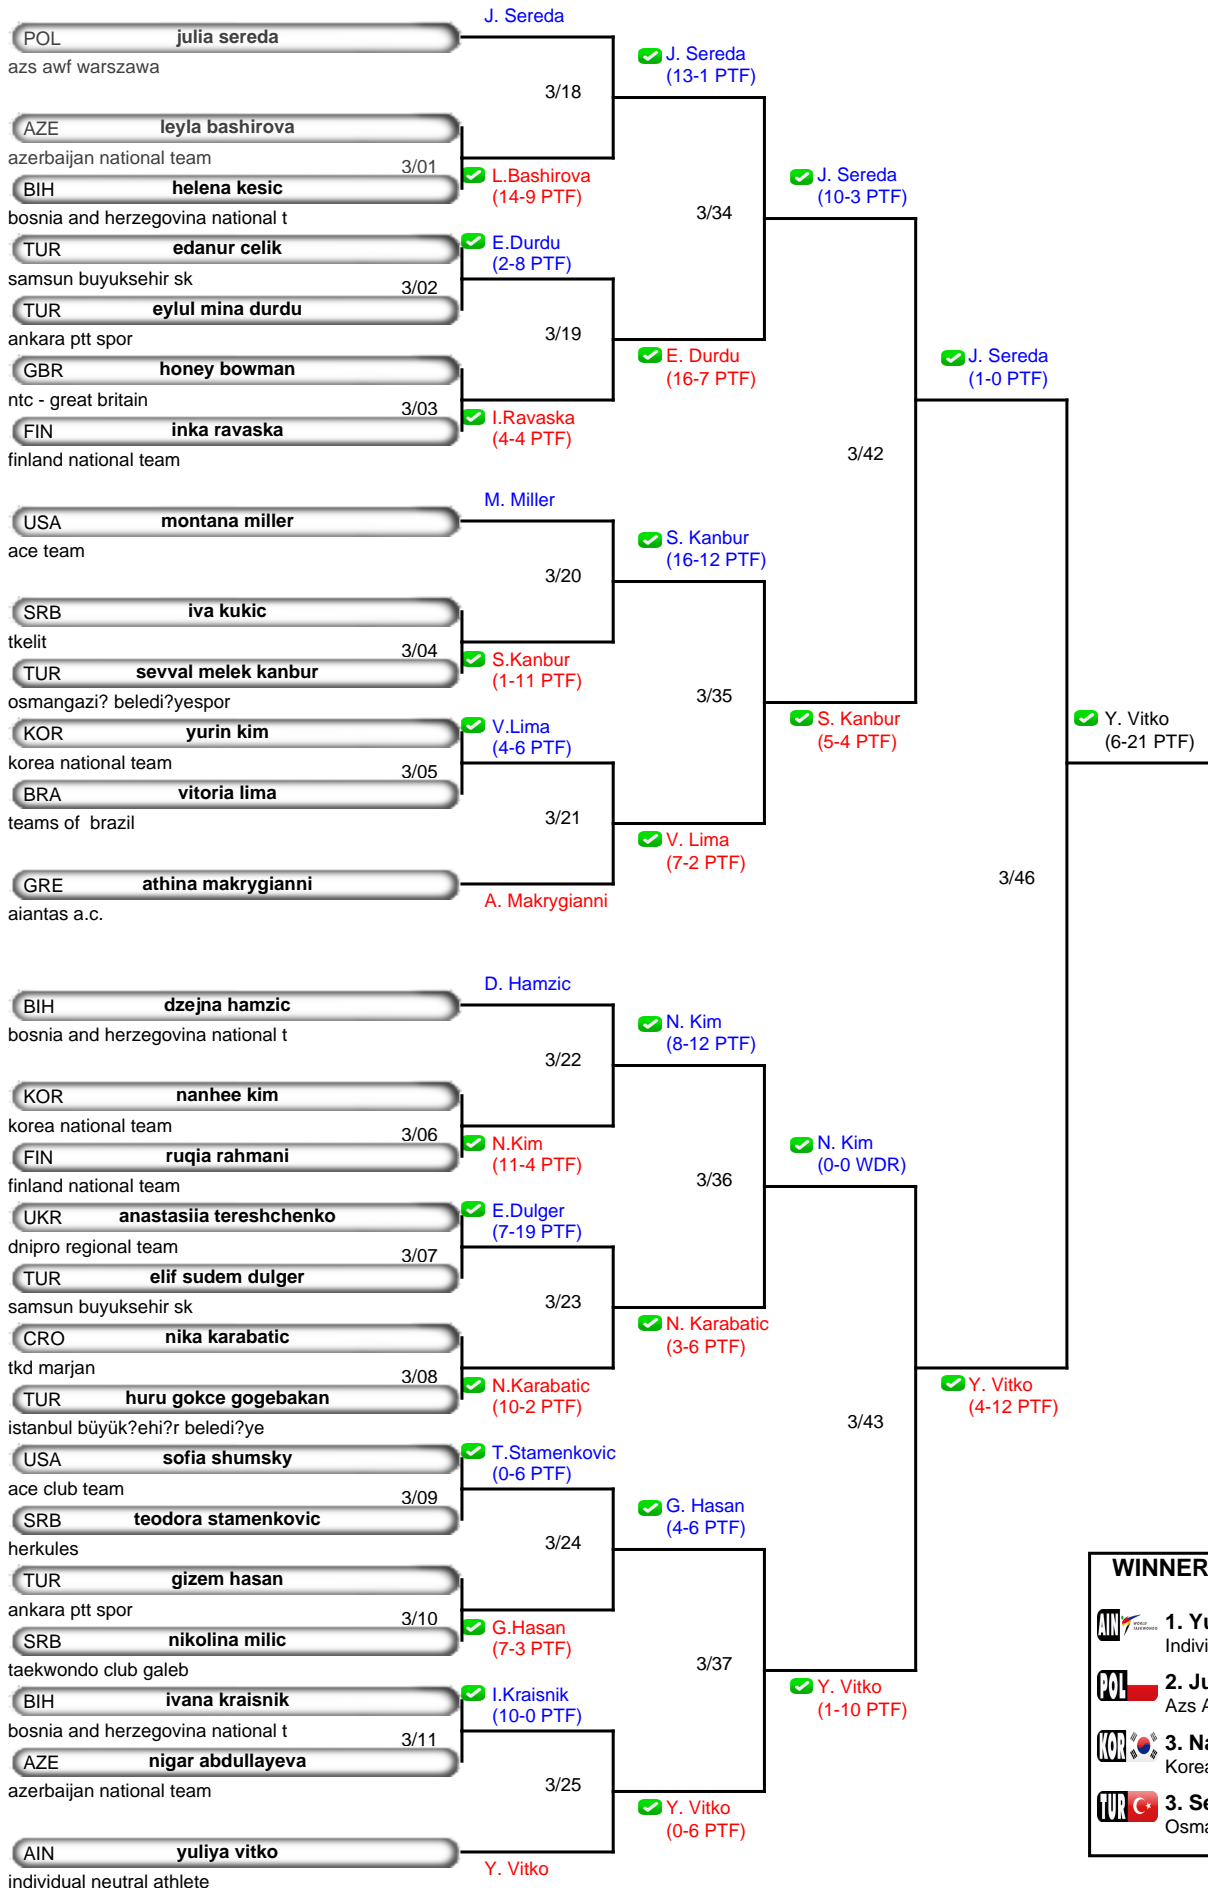 J. Sereda
POL julia sereda
azs awf warszawa
J. Sereda
(13-1 PTF)
3/18
AZE leyla bashirova
azerbaijan national team
3/01
L.Bashirova
(14-9 PTF)
BIH helena kesic
bosnia and herzegovina national t
J. Sereda
(10-3 PTF)
3/34
TUR edanur celik
samsun buyuksehir sk
E.Durdu
(2-8 PTF)
3/02
TUR eylul mina durdu
ankara ptt spor
3/19
E. Durdu
(16-7 PTF)
GBR honey bowman
ntc - great britain
3/03
I.Ravaska
(4-4 PTF)
FIN inka ravaska
finland national team
J. Sereda
(1-0 PTF)
3/42
M. Miller
USA montana miller
ace team
S. Kanbur
(16-12 PTF)
3/20
SRB iva kukic
tkelit
3/04
S.Kanbur
(1-11 PTF)
TUR sevval melek kanbur
osmangazi? beledi?yespor
3/35
S. Kanbur
(5-4 PTF)
KOR yurin kim
korea national team
V.Lima
(4-6 PTF)
3/05
BRA vitoria lima
teams of  brazil
3/21
V. Lima
(7-2 PTF)
GRE athina makrygianni
aiantas a.c.
A. Makrygianni
Y. Vitko
(6-21 PTF)
3/46
D. Hamzic
BIH dzejna hamzic
bosnia and herzegovina national t
N. Kim
(8-12 PTF)
3/22
KOR nanhee kim
korea national team
3/06
N.Kim
(11-4 PTF)
FIN ruqia rahmani
finland national team
N. Kim
(0-0 WDR)
3/36
UKR anastasiia tereshchenko
dnipro regional team
E.Dulger
(7-19 PTF)
3/07
TUR elif sudem dulger
samsun buyuksehir sk
3/23
N. Karabatic
(3-6 PTF)
CRO nika karabatic
tkd marjan
3/08
N.Karabatic
(10-2 PTF)
TUR huru gokce gogebakan
istanbul büyük?ehi?r beledi?ye
Y. Vitko
(4-12 PTF)
3/43
USA sofia shumsky
ace club team
T.Stamenkovic
(0-6 PTF)
3/09
SRB teodora stamenkovic
herkules
G. Hasan
(4-6 PTF)
3/24
TUR gizem hasan
ankara ptt spor
3/10
G.Hasan
(7-3 PTF)
SRB nikolina milic
taekwondo club galeb
3/37
Y. Vitko
(1-10 PTF)
BIH ivana kraisnik
bosnia and herzegovina national t
I.Kraisnik
(10-0 PTF)
3/11
AZE nigar abdullayeva
azerbaijan national team
3/25
Y. Vitko
(0-6 PTF)
AIN yuliya vitko
individual neutral athlete
Y. Vitko
WINNER
AIN 1. Yu
Indivi
POL 2. Ju
Azs A
KOR 3. Na
Korea
TUR 3. Se
Osma